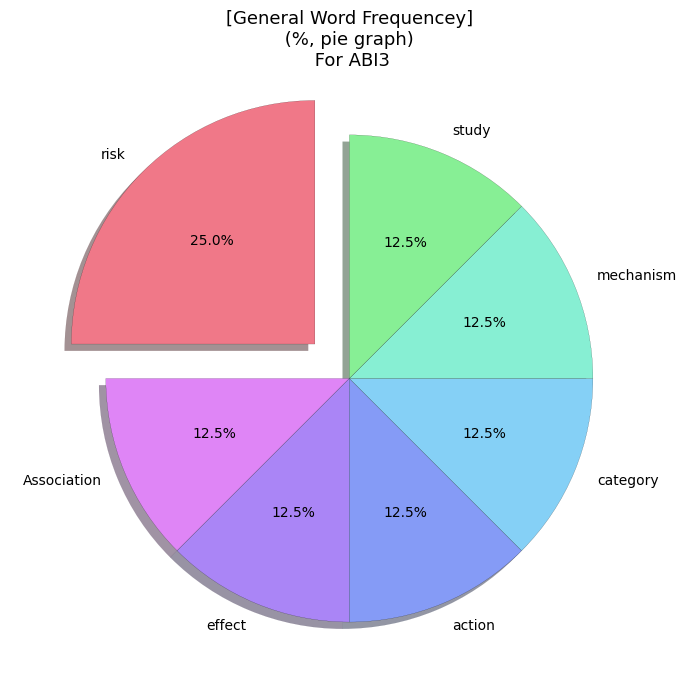 [General Word Frequencey]
(%, pie graph)
For ABI3
study
risk
25.0%
12.5%
mechanism
12.5%
12.5%
12.5%
Association
category
12.5%
12.5%
effect
action